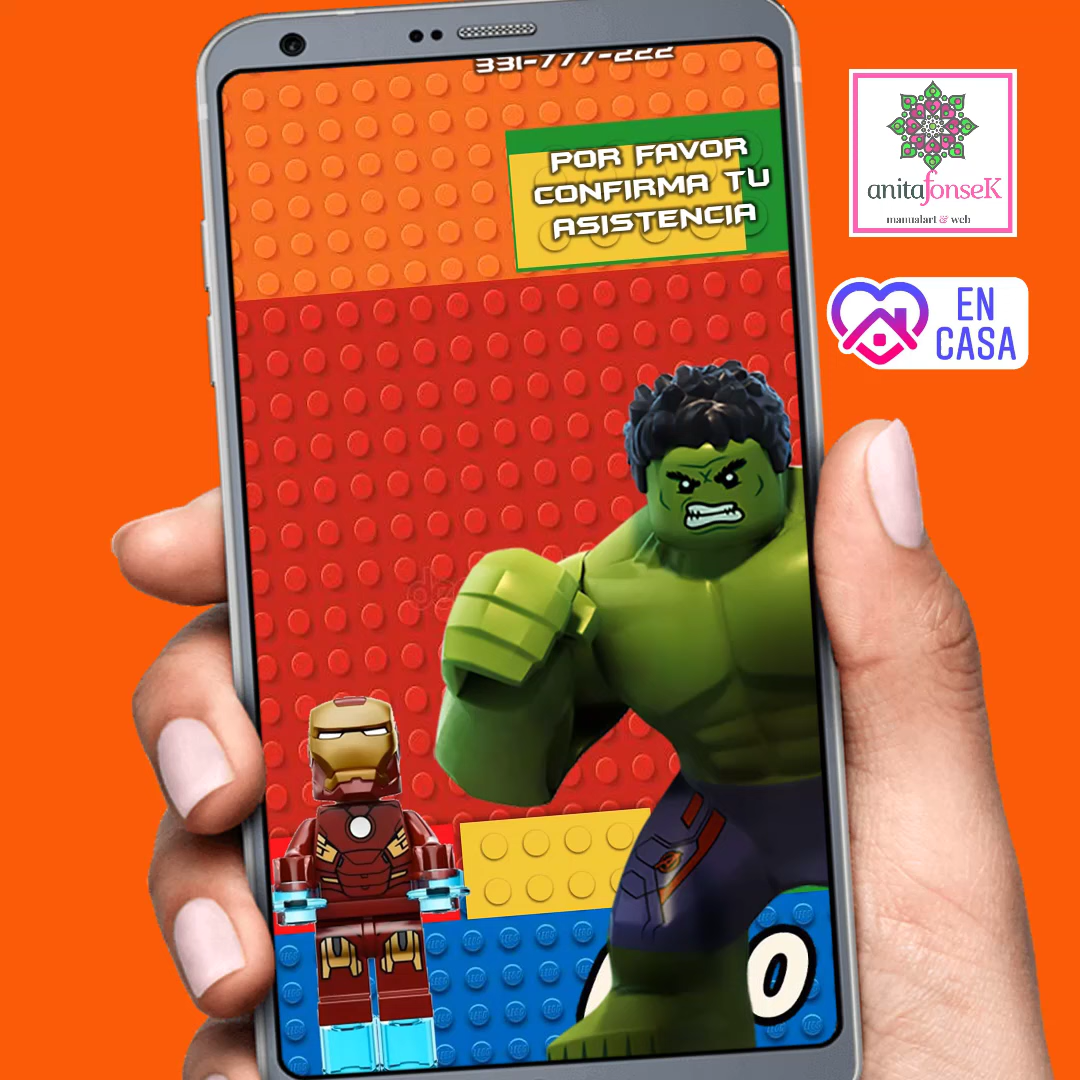 331-777-222
POR FAVOR
CONFIRMA TU
ASISTENCIA
anitafonseK
manualart & web
EN
CASA
O